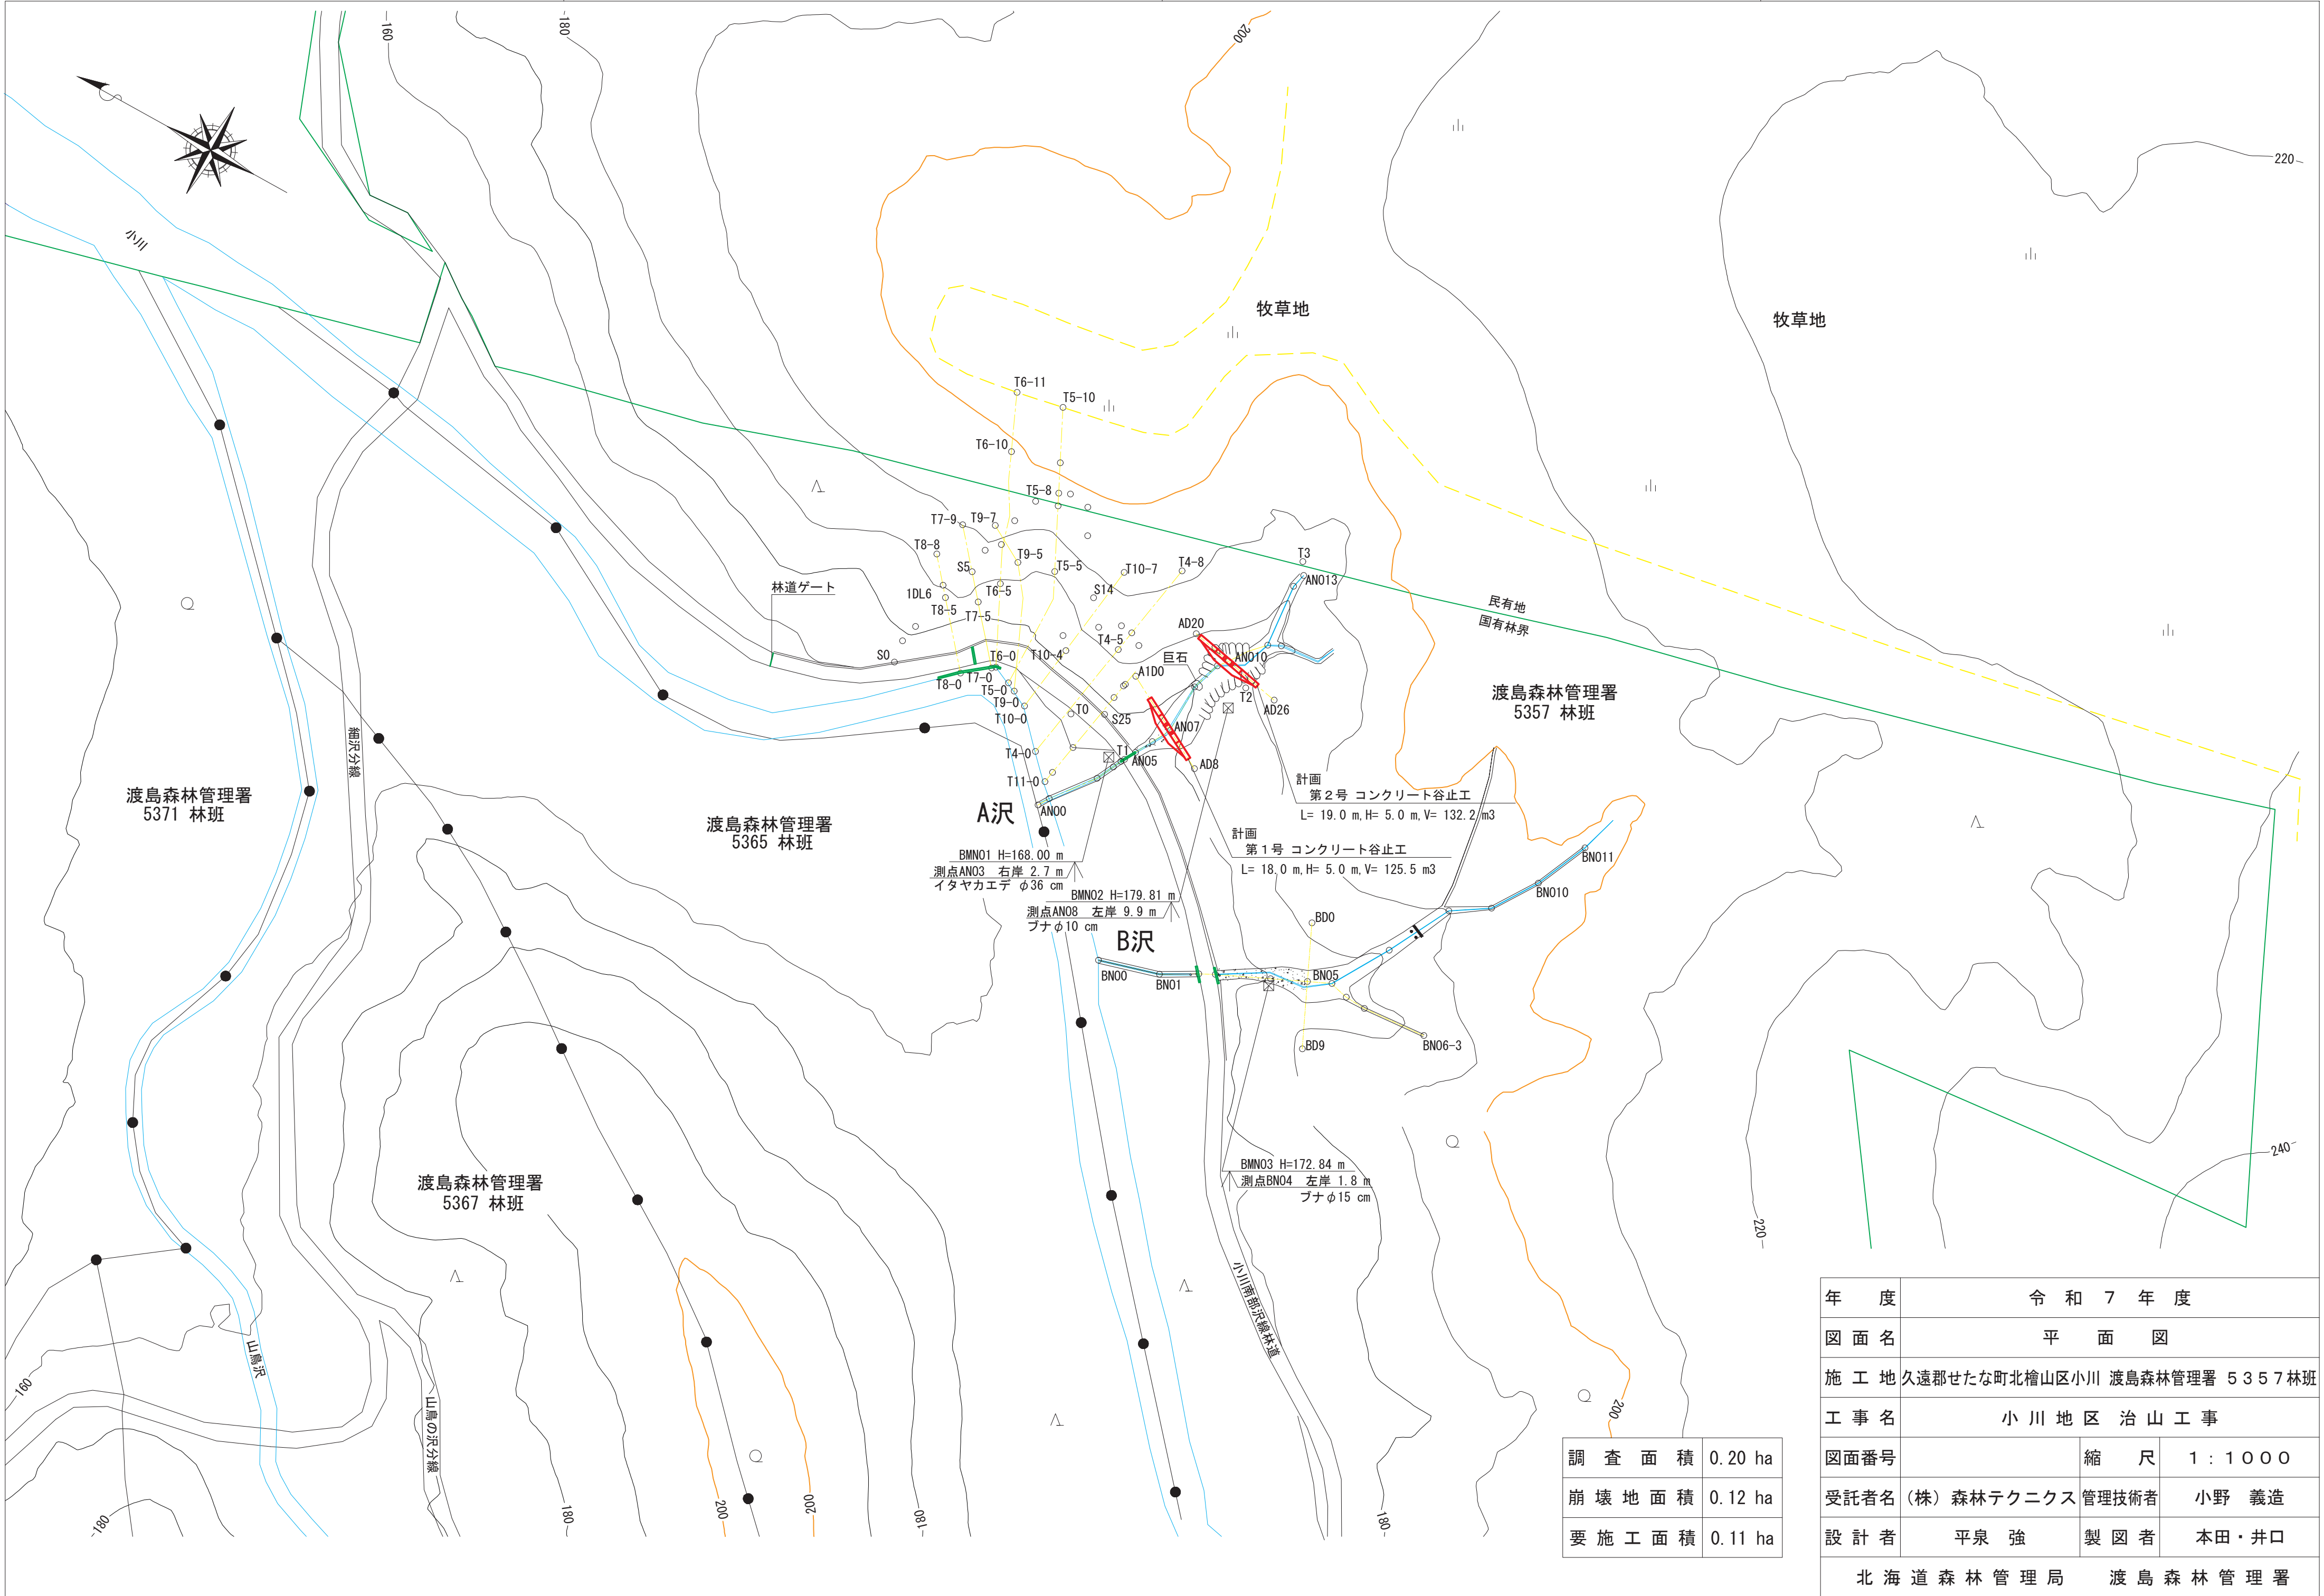 160
180
200
220
小川
牧草地
牧草地
T6-11
T5-10
T6-10
T5-8
T7-9
T9-7
T8-8
T9-5
S5
T5-5
T10-7
T4-8
T3
AN013
林道ゲート
1DL6
T6-5
S14
T8-5
T7-5
民有地
国有林界
AD20
T4-5
S0
T6-0
T10-4
巨石
AN010
A1D0
T8-0
T7-0
T5-0
T9-0
T10-0
T2
AD26
T0
S25
AN07
渡島森林管理署
5357 林班
細沢分線
T4-0
T1
AN05
AD8
T11-0
計画
第２号 コンクリート谷止工
L= 19.0 m,H= 5.0 m,V= 132.2 m3
渡島森林管理署
5371 林班
A沢
AN00
渡島森林管理署
5365 林班
計画
第１号 コンクリート谷止工
L= 18.0 m,H= 5.0 m,V= 125.5 m3
BMNO1 H=168.00 m
測点AN03 右岸 2.7 m
イタヤカエデ φ36 cm
BMNO2 H=179.81 m
測点AN08 左岸 9.9 m
ブナφ10 cm
BN011
BN010
BD0
B沢
BN00
BN01
BN05
BN06-3
BD9
BMNO3 H=172.84 m
測点BN04 左岸 1.8 m
ブナφ15 cm
渡島森林管理署
5367 林班
240
220
小川南部沢線林道
山鳥沢
山鳥の沢分線
160
180
180
200
200
180
180
200
調査面積 0.20 ha
崩壊地面積 0.12 ha
要施工面積 0.11 ha
年度 令和７年度
図面名 平面図
施工地 久遠郡せたな町北檜山区小川 渡島森林管理署 ５３５７林班
工事名 小川地区 治山工事
図面番号 縮尺 １：１０００
受託者名 （株）森林テクニクス 管理技術者 小野 義造
設計者 平泉 強 製図者 本田・井口
北海道森林管理局 渡島森林管理署